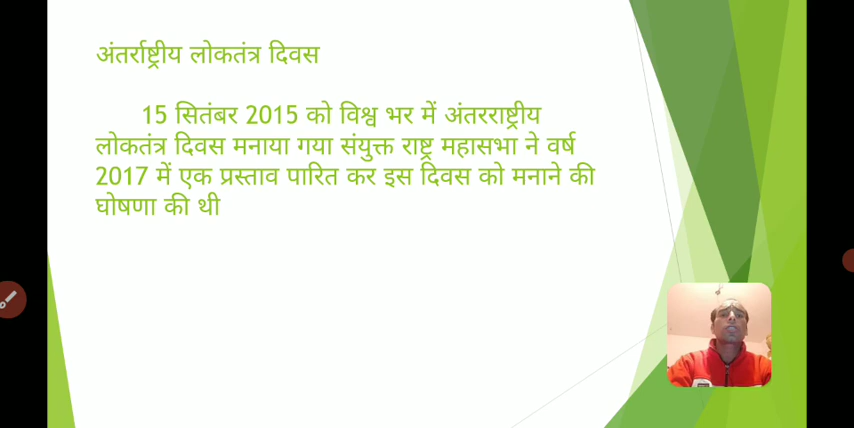 अंतर्राष्ट्रीय लोकतंत्र दिवस
15 सितंबर 2015 को विश्व भर में अंतरराष्ट्रीय
लोकतंत्र दिवस मनाया गया संयुक्त राष्ट्र महासभा ने वर्ष
2017 में एक प्रस्ताव पारित कर इस दिवस को मनाने की
घोषणा की थी